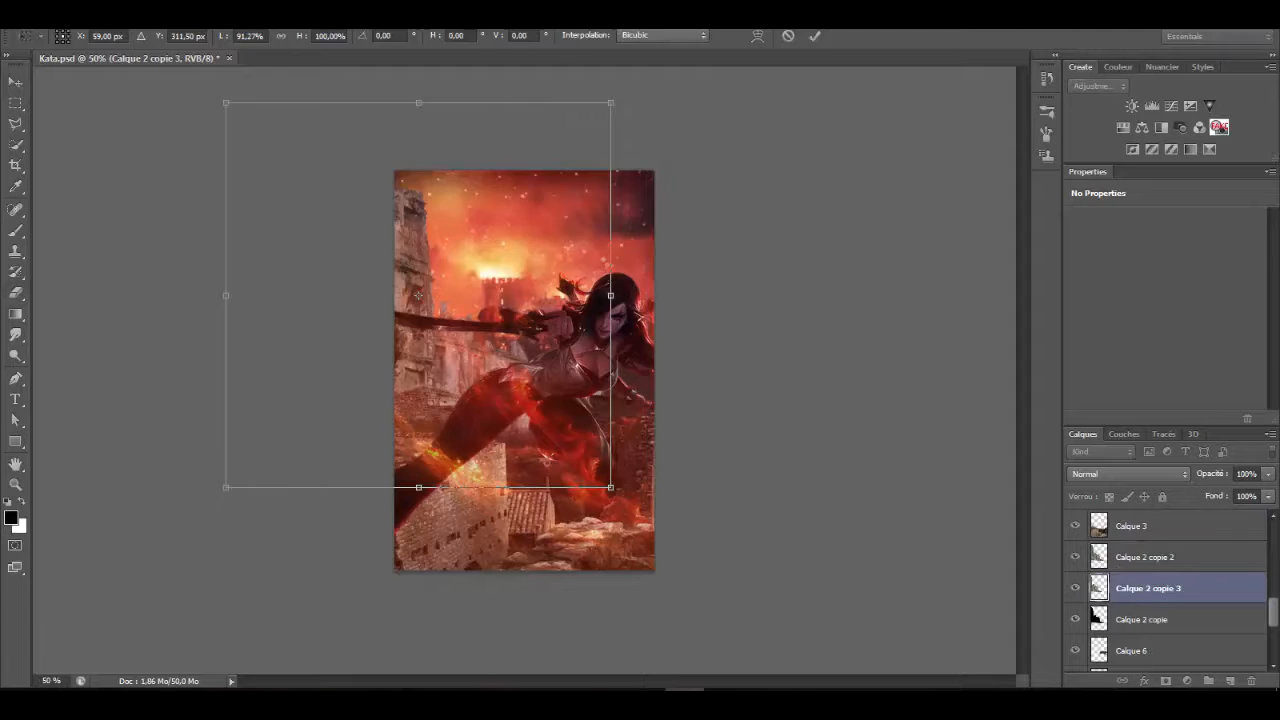 X: 59,00 px Y: 311,50 px L: 91,27% H: 100,00% 0,00 ° H: 0,00 ° V: 0,00 ° Interpolation: Bicubic Essentials
Kata.psd @ 50% (Calque 2 copie 3, RVB/8) * ×
Create Couleur Nuancier Styles
Adjustme...
Properties
No Properties
Calques Couches Tracés 3D
Kind
Normal Opacité : 100%
Verrou : Fond : 100%
Calque 3
Calque 2 copie 2
Calque 2 copie 3
Calque 2 copie
Calque 6
50 % Doc : 1,86 Mo/50,0 Mo